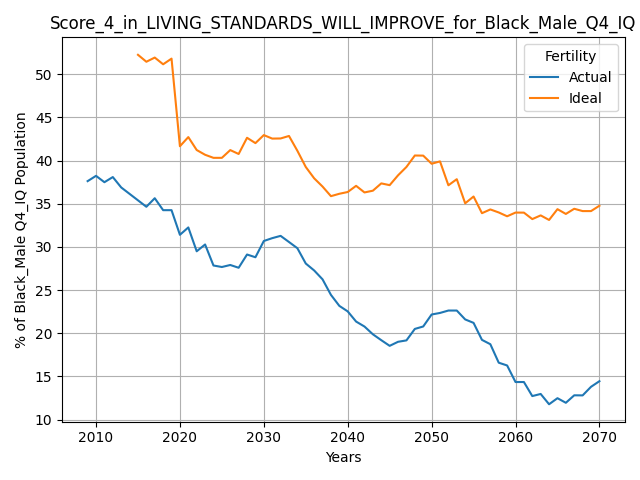 Score_4_in_LIVING_STANDARDS_WILL_IMPROVE_for_Black_Male_Q4_IQ
Fertility
Actual
Ideal
% of Black_Male Q4_IQ Population
50
45
40
35
30
25
20
15
10
2010 2020 2030 2040 2050 2060 2070
Years